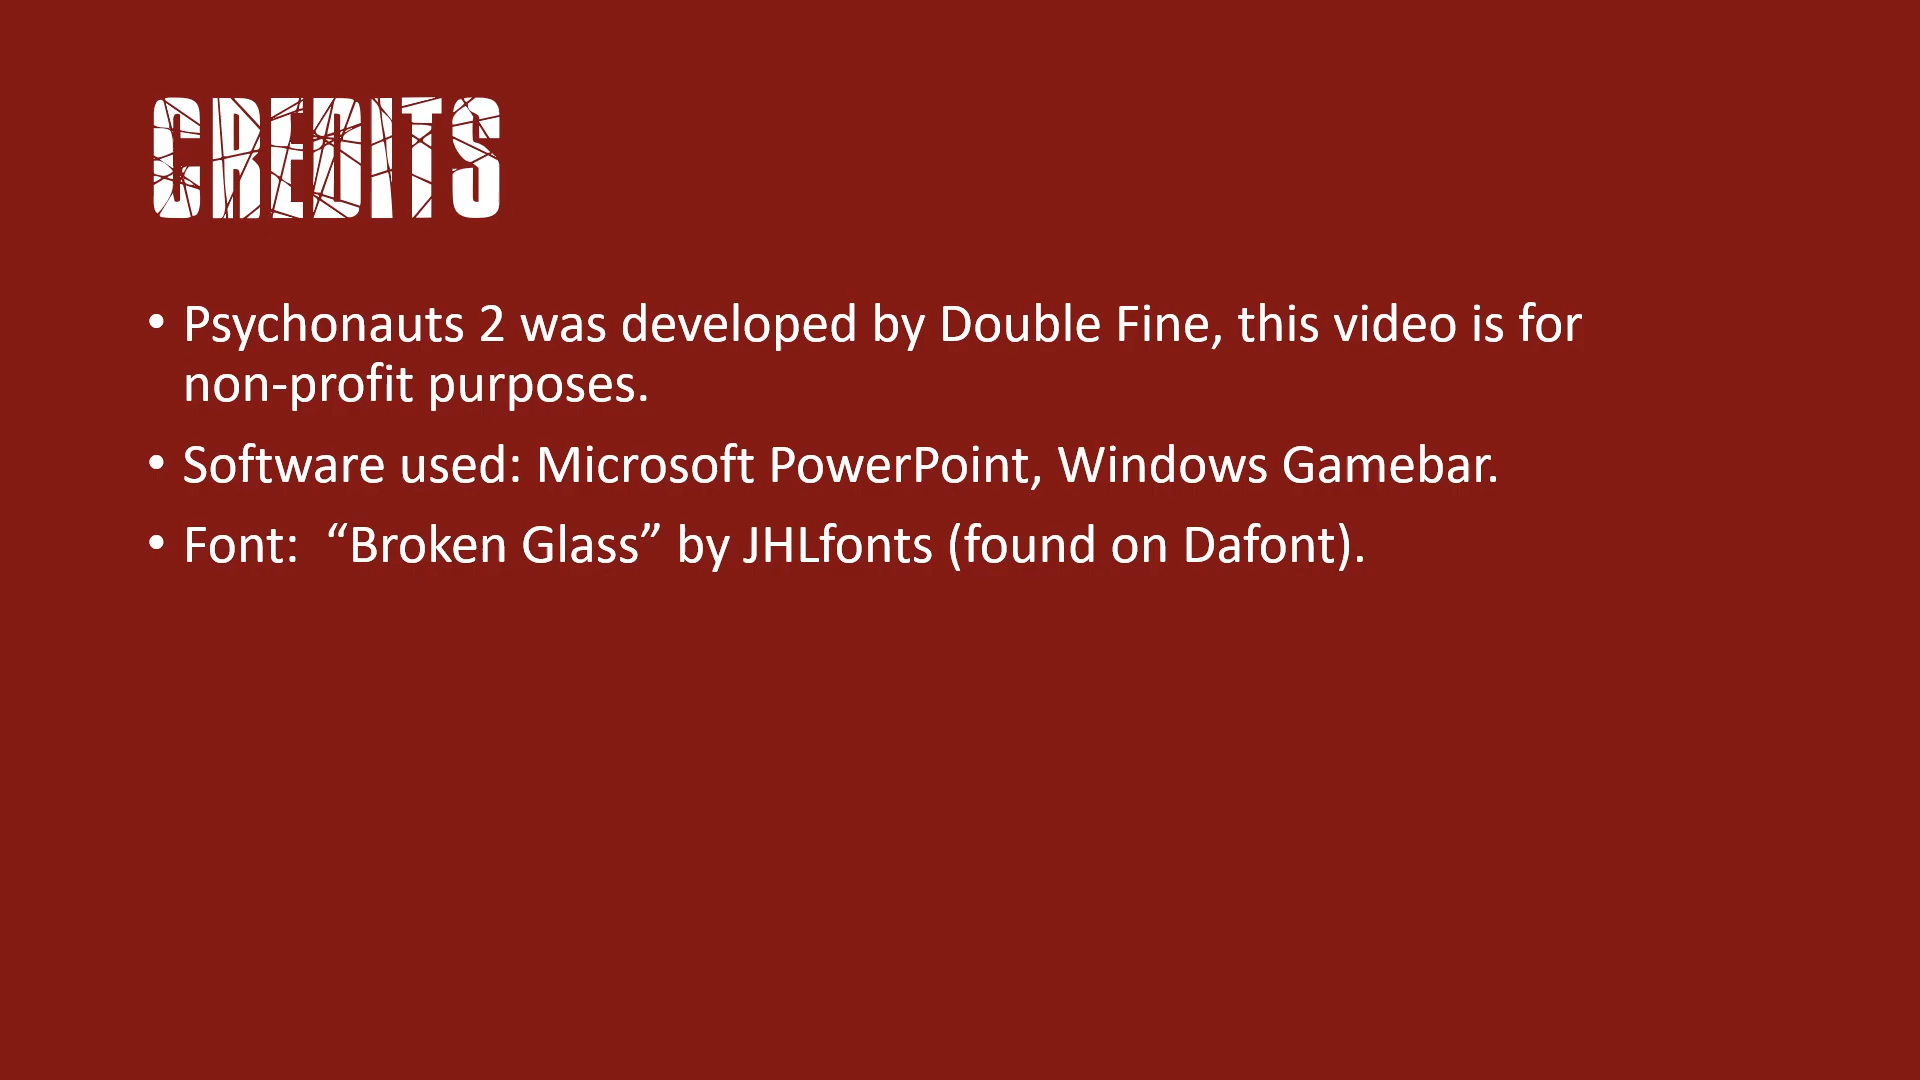 CREDITS
• Psychonauts 2 was developed by Double Fine, this video is for
non-profit purposes.
• Software used: Microsoft PowerPoint, Windows Gamebar.
• Font:  “Broken Glass” by JHLfonts (found on Dafont).